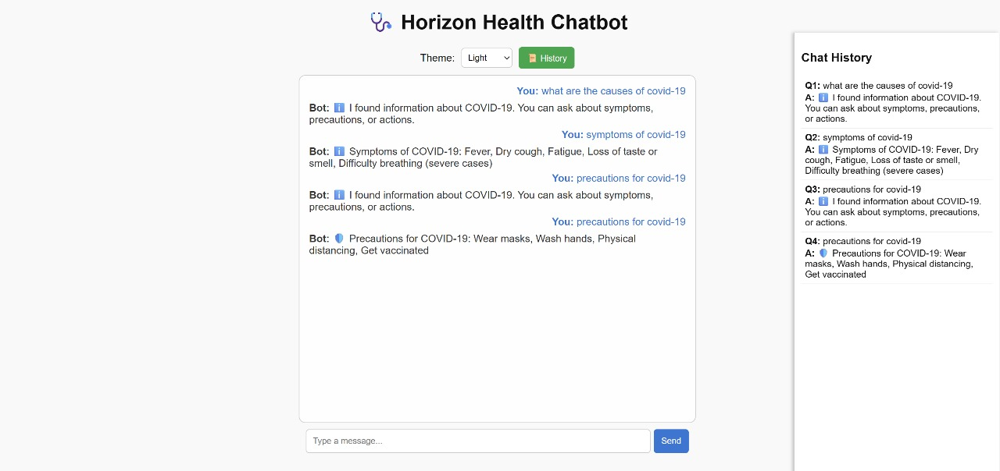 🩺 Horizon Health Chatbot
Theme: Light 📜 History
You: what are the causes of covid-19
Bot: ℹ️ I found information about COVID-19. You can ask about symptoms,
precautions, or actions.
You: symptoms of covid-19
Bot: ℹ️ Symptoms of COVID-19: Fever, Dry cough, Fatigue, Loss of taste or
smell, Difficulty breathing (severe cases)
You: precautions for covid-19
Bot: ℹ️ I found information about COVID-19. You can ask about symptoms,
precautions, or actions.
You: precautions for covid-19
Bot: 🛡️ Precautions for COVID-19: Wear masks, Wash hands, Physical
distancing, Get vaccinated
Type a message...
Send
Chat History
Q1: what are the causes of covid-19
A: ℹ️ I found information about COVID-19.
You can ask about symptoms, precautions,
or actions.
Q2: symptoms of covid-19
A: ℹ️ Symptoms of COVID-19: Fever, Dry
cough, Fatigue, Loss of taste or smell,
Difficulty breathing (severe cases)
Q3: precautions for covid-19
A: ℹ️ I found information about COVID-19.
You can ask about symptoms, precautions,
or actions.
Q4: precautions for covid-19
A: 🛡️ Precautions for COVID-19: Wear
masks, Wash hands, Physical distancing,
Get vaccinated